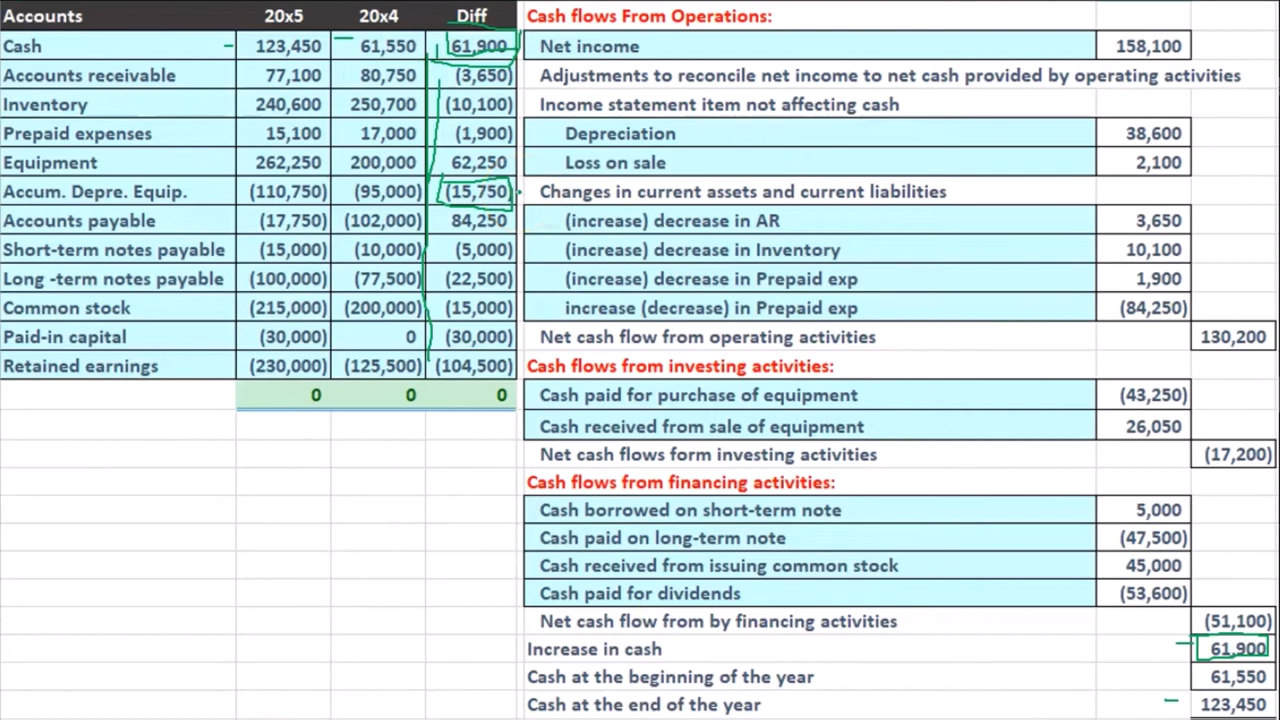 Accounts 20x5 20x4 Diff
Cash 123,450 61,550 61,900
Accounts receivable 77,100 80,750 (3,650)
Inventory 240,600 250,700 (10,100)
Prepaid expenses 15,100 17,000 (1,900)
Equipment 262,250 200,000 62,250
Accum. Depre. Equip. (110,750) (95,000) (15,750)
Accounts payable (17,750) (102,000) 84,250
Short-term notes payable (15,000) (10,000) (5,000)
Long -term notes payable (100,000) (77,500) (22,500)
Common stock (215,000) (200,000) (15,000)
Paid-in capital (30,000) 0 (30,000)
Retained earnings (230,000) (125,500) (104,500)
0 0 0
Cash flows From Operations:
Net income 158,100
Adjustments to reconcile net income to net cash provided by operating activities
Income statement item not affecting cash
Depreciation 38,600
Loss on sale 2,100
Changes in current assets and current liabilities
(increase) decrease in AR 3,650
(increase) decrease in Inventory 10,100
(increase) decrease in Prepaid exp 1,900
increase (decrease) in Prepaid exp (84,250)
Net cash flow from operating activities 130,200
Cash flows from investing activities:
Cash paid for purchase of equipment (43,250)
Cash received from sale of equipment 26,050
Net cash flows form investing activities (17,200)
Cash flows from financing activities:
Cash borrowed on short-term note 5,000
Cash paid on long-term note (47,500)
Cash received from issuing common stock 45,000
Cash paid for dividends (53,600)
Net cash flow from by financing activities (51,100)
Increase in cash 61,900
Cash at the beginning of the year 61,550
Cash at the end of the year 123,450